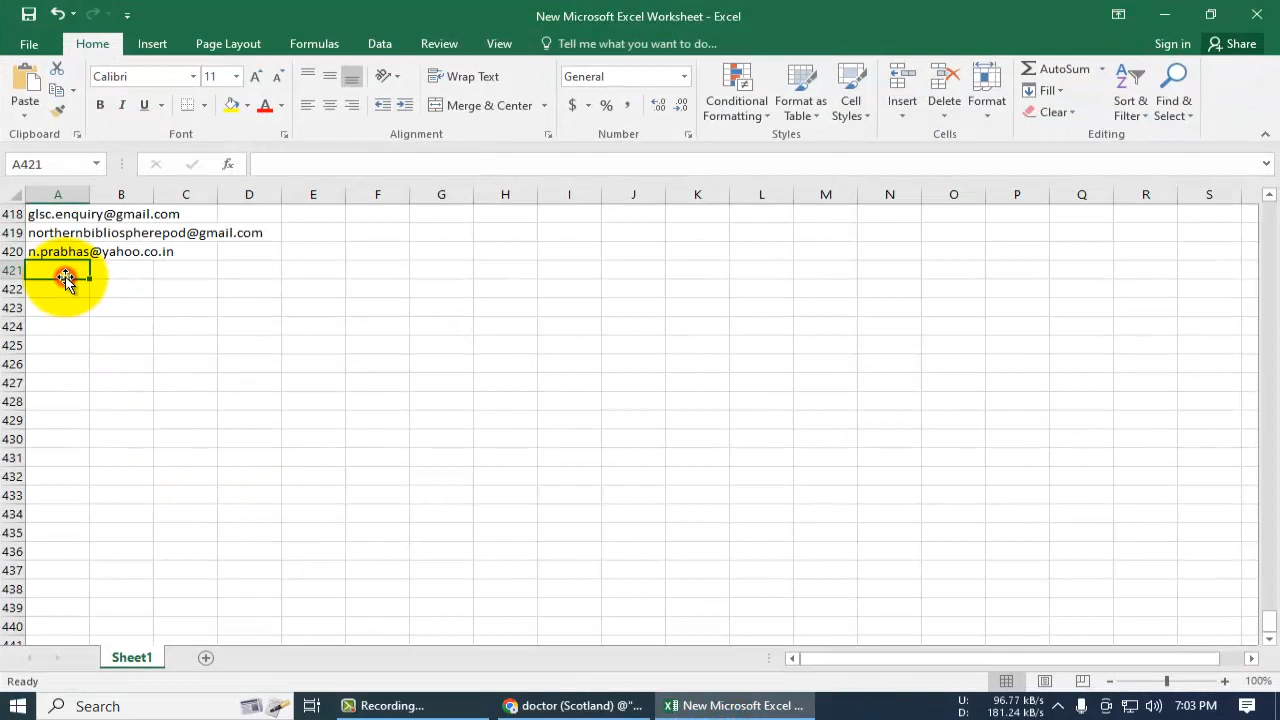 New Microsoft Excel Worksheet - Excel
File Home Insert Page Layout Formulas Data Review View Tell me what you want to do... Sign in Share
Paste
Clipboard
Calibri 11
B I U A
Font
Wrap Text
Merge & Center
Alignment
General
$ % ,
Number
Conditional Formatting
Format as Table
Cell Styles
Styles
Insert Delete Format
Cells
AutoSum
Fill
Clear
Sort & Filter
Find & Select
Editing
A421 fx
A B C D E F G H I J K L M N O P Q R S
418 glsc.enquiry@gmail.com
419 northernbibliospherepod@gmail.com
420 n.prabhas@yahoo.co.in
421
422
423
424
425
426
427
428
429
430
431
432
433
434
435
436
437
438
439
440
441
Sheet1
Ready 100%
Search Recording... doctor (Scotland) @"... New Microsoft Excel ... U: 96.77 kB/s 7:03 PM
D: 181.24 kB/s